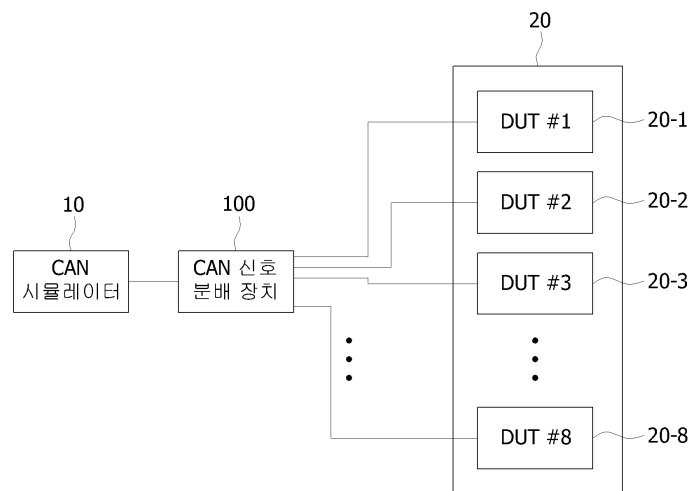 20
DUT #1
20-1
DUT #2
20-2
10
100
CAN
시뮬레이터
CAN 신호
분배 장치
DUT #3
20-3
DUT #8
20-8